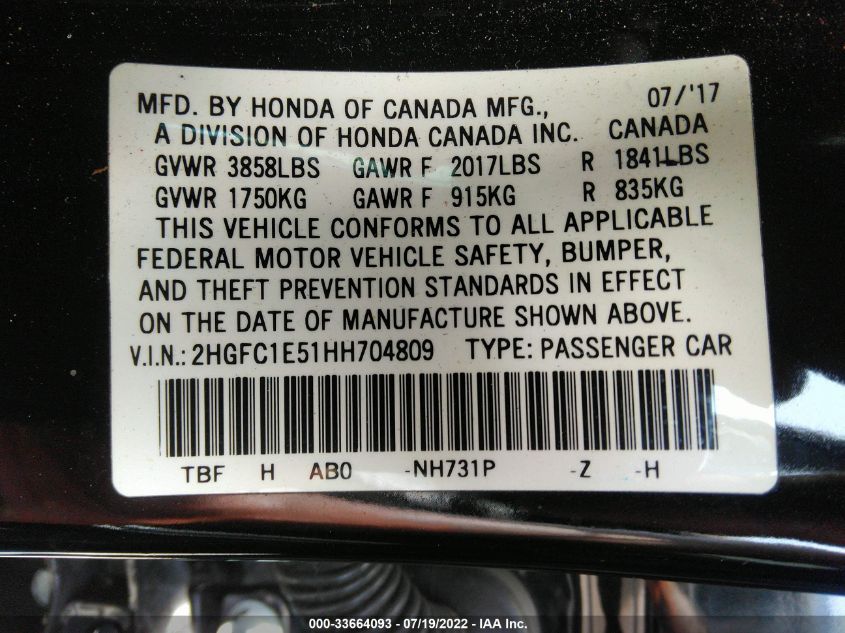 MFD. BY HONDA OF CANADA MFG., 07/'17
A DIVISION OF HONDA CANADA INC. CANADA
GVWR 3858LBS GAWR F 2017LBS R 1841LBS
GVWR 1750KG GAWR F 915KG R 835KG
THIS VEHICLE CONFORMS TO ALL APPLICABLE
FEDERAL MOTOR VEHICLE SAFETY, BUMPER,
AND THEFT PREVENTION STANDARDS IN EFFECT
ON THE DATE OF MANUFACTURE SHOWN ABOVE.
V.I.N.: 2HGFC1E51HH704809 TYPE: PASSENGER CAR
TBF H AB0 -NH731P -Z -H
000-33664093 - 07/19/2022 - IAA Inc.